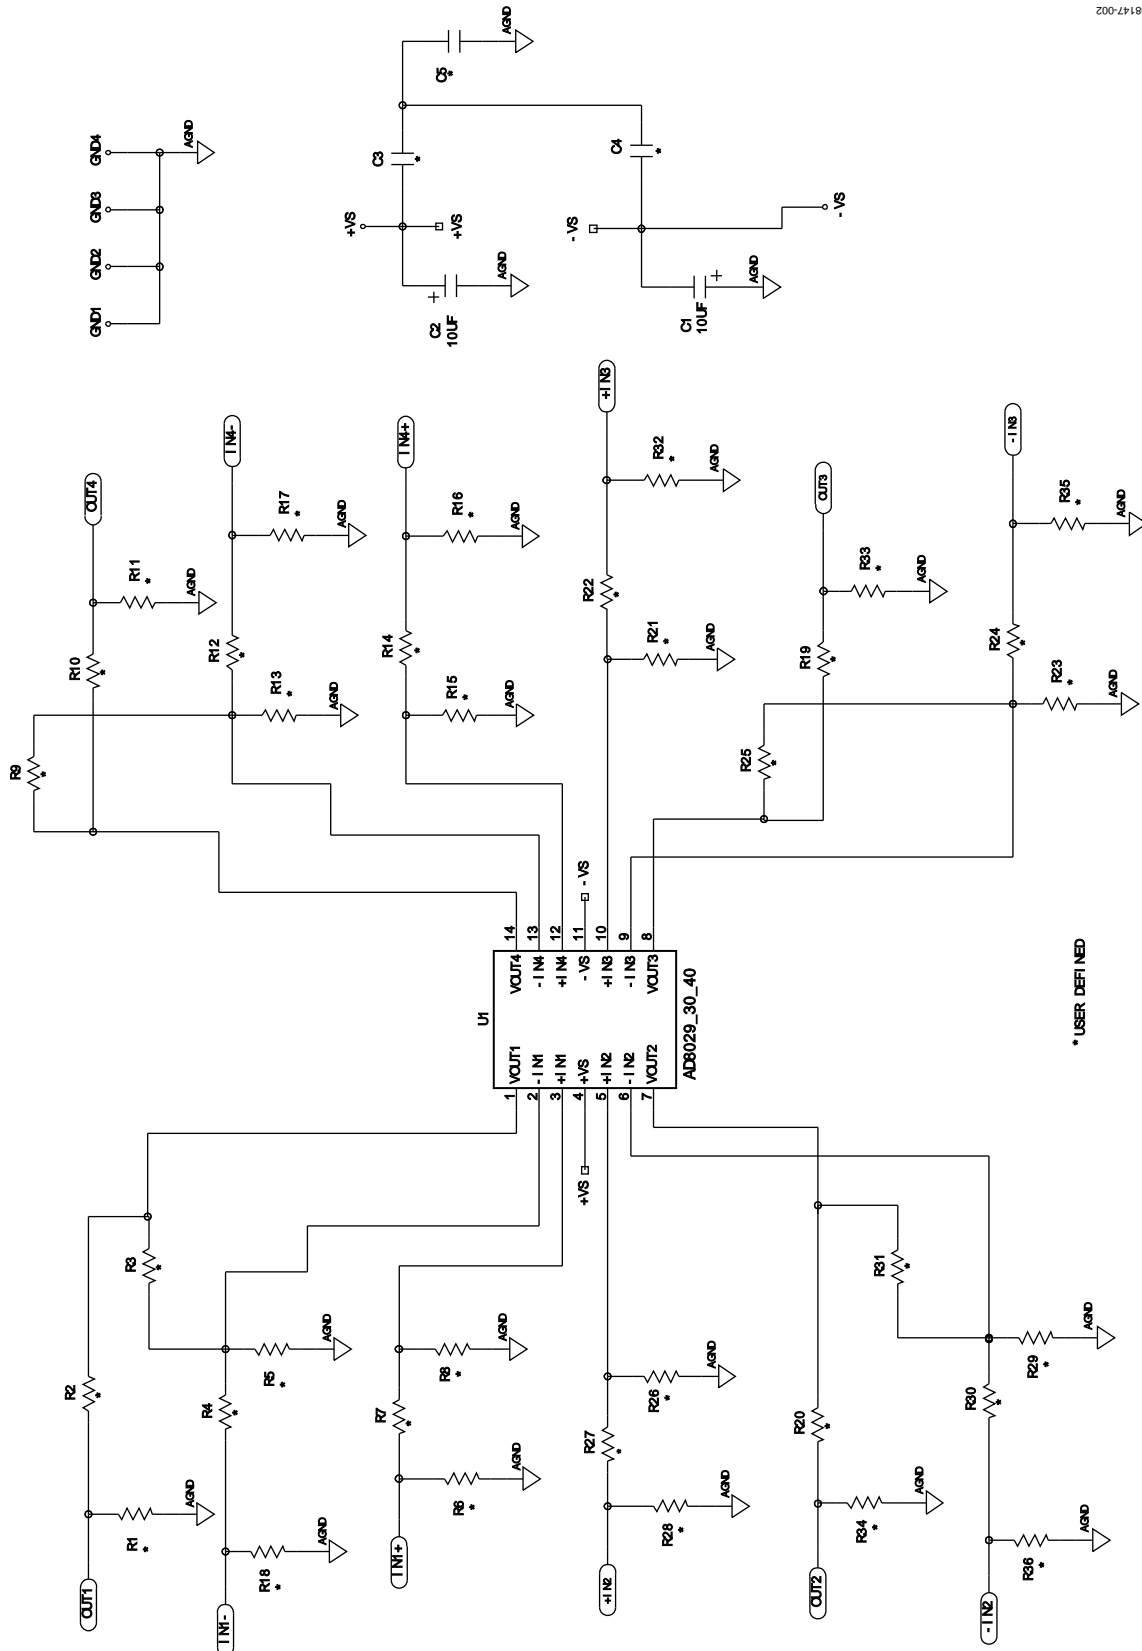 8147-002
GND1
GND2
GND3
GND4
AGND
C5
*
AGND
C3
*
+VS
+VS
C2
10UF
+
AGND
C4
*
- VS
- VS
C1
10UF
+
AGND
OUT4
R11
*
AGND
R10
*
R9
*
IN4-
R17
*
AGND
R12
*
R13
*
AGND
IN4+
R16
*
AGND
R14
*
R15
*
AGND
+IN3
R32
*
AGND
R22
*
R21
*
AGND
OUT3
R33
*
AGND
R19
*
R25
*
-IN3
R35
*
AGND
R24
*
R23
*
AGND
U1
AD8029_30_40
1 VOUT1
2 -IN1
3 +IN1
4 +VS
5 +IN2
6 -IN2
7 VOUT2
VOUT4 14
-IN4 13
+IN4 12
-VS 11
+IN3 10
-IN3 9
VOUT3 8
- VS
+VS
OUT1
R1
*
AGND
R2
*
R3
*
IN1-
R18
*
AGND
R4
*
R5
*
AGND
IN1+
R6
*
AGND
R7
*
R8
*
AGND
+IN2
R28
*
AGND
R27
*
R26
*
AGND
OUT2
R34
*
AGND
R20
*
R31
*
-IN2
R36
*
AGND
R30
*
R29
*
AGND
* USER DEFINED